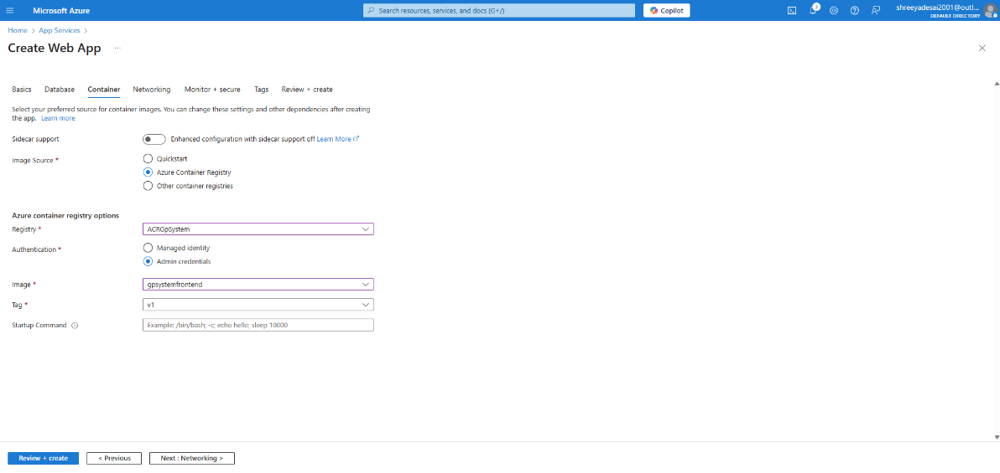 Microsoft Azure
Search resources, services, and docs (G+/)
Copilot
3
shreeyadesai2001@outl...
DEFAULT DIRECTORY
Home > App Services >
Create Web App ...
Basics Database Container Networking Monitor + secure Tags Review + create
Select your preferred source for container images. You can change these settings and other dependencies after creating
the app. Learn more
Sidecar support Enhanced configuration with sidecar support off Learn More
Image Source * Quickstart
Azure Container Registry
Other container registries
Azure container registry options
Registry * ACRGpSystem
Authentication * Managed identity
Admin credentials
Image * gpsystemfrontend
Tag * v1
Startup Command Example: /bin/bash; -c; echo hello; sleep 10000
Review + create < Previous Next : Networking >